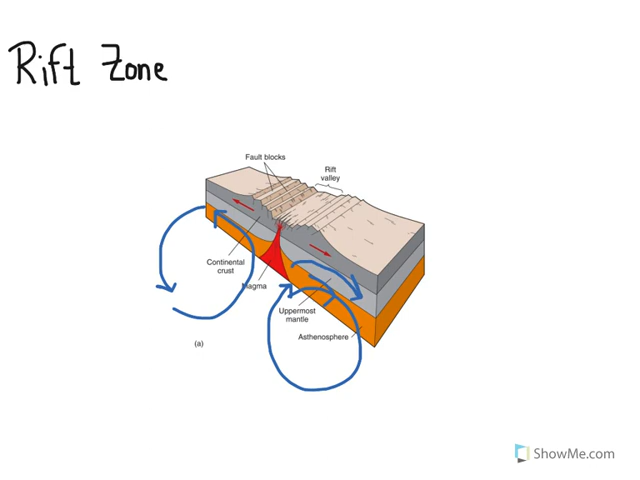 Rift Zone
Fault blocks
Rift
valley
Continental
crust
Magma
Uppermost
mantle
Asthenosphere
(a)
ShowMe.com